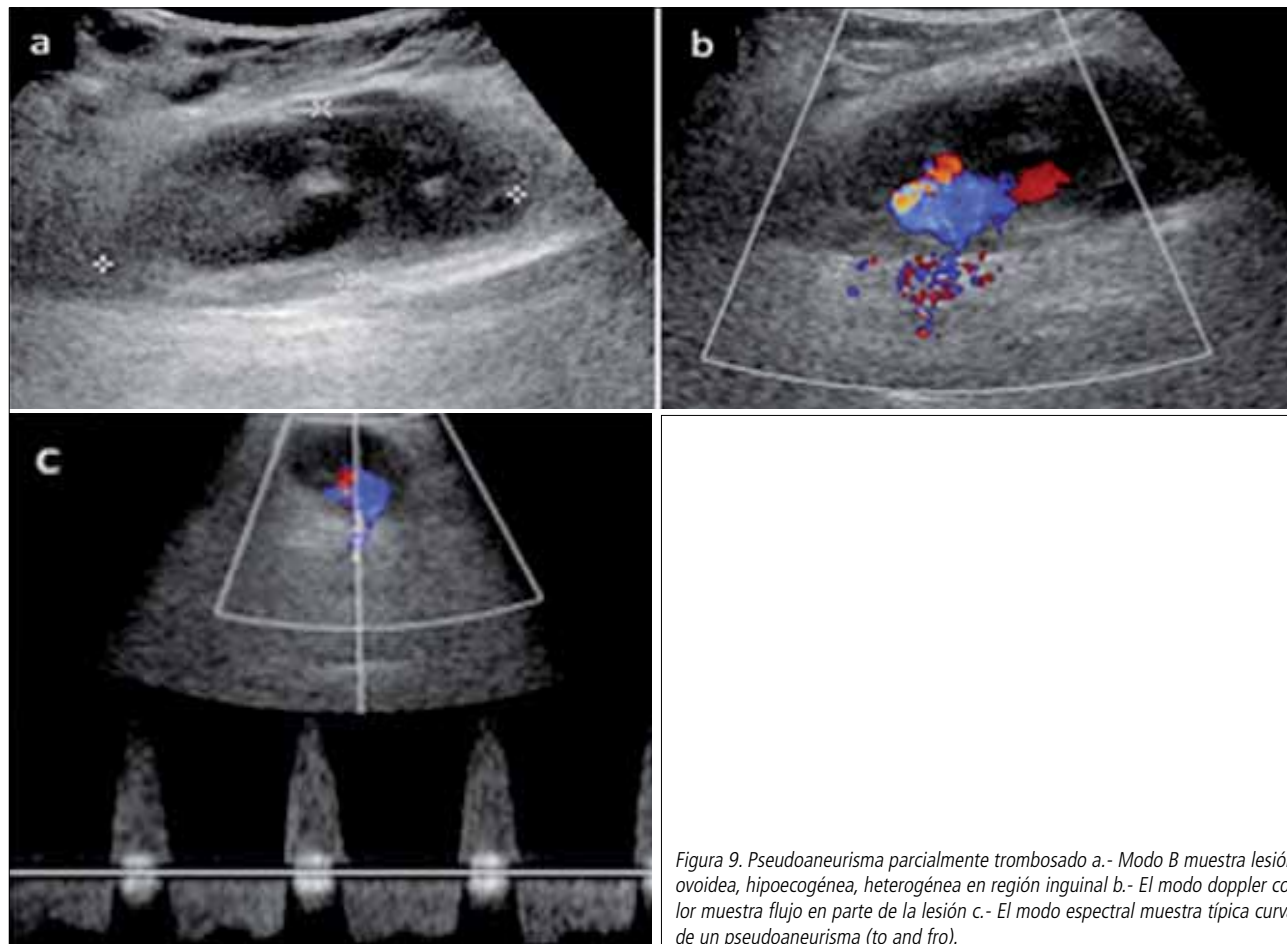 a
b
c
Figura 9. Pseudoaneurisma parcialmente trombosado a.- Modo B muestra lesió
ovoidea, hipoecogénea, heterogénea en región inguinal b.- El modo doppler co
lor muestra flujo en parte de la lesión c.- El modo espectral muestra típica curv
de un pseudoaneurisma (to and fro).